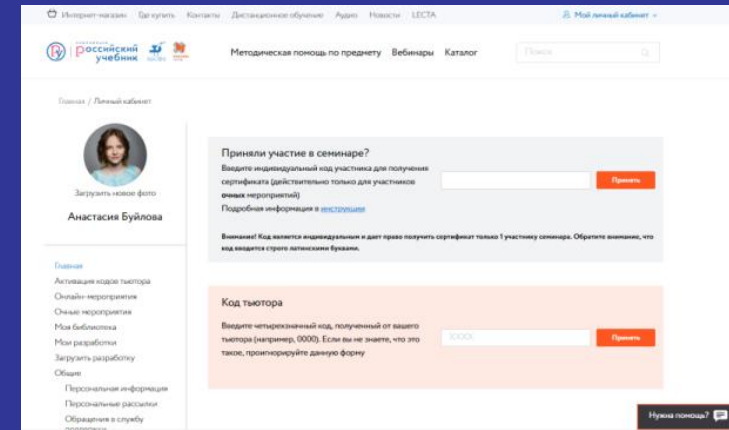 Интернет-магазин Где купить Контакты Дистанционное обучение Аудио Новости LECTA Мой личный кабинет
российский
учебник
Методическая помощь по предмету Вебинары Каталог Поиск
Главная / Личный кабинет
Загрузить новое фото
Анастасия Буйлова
Главная
Активация кодов тьютора
Онлайн-мероприятия
Очные мероприятия
Моя библиотека
Мои разработки
Загрузить разработку
Общие
Персональная информация
Персональные рассылки
Обращения в службу
Приняли участие в семинаре?
Введите индивидуальный код участника для получения
сертификата (действительно только для участников
очных мероприятий)
Подробная информация в инструкции
Принять
Внимание! Код является индивидуальным и дает право получить сертификат только 1 участнику семинара. Обратите внимание, что
код вводится строго латинскими буквами.
Код тьютора
Введите четырехзначный код, полученный от вашего
тьютора (например, 0000). Если вы не знаете, что это
такое, проигнорируйте данную форму
XXXX
Принять
Нужна помощь?